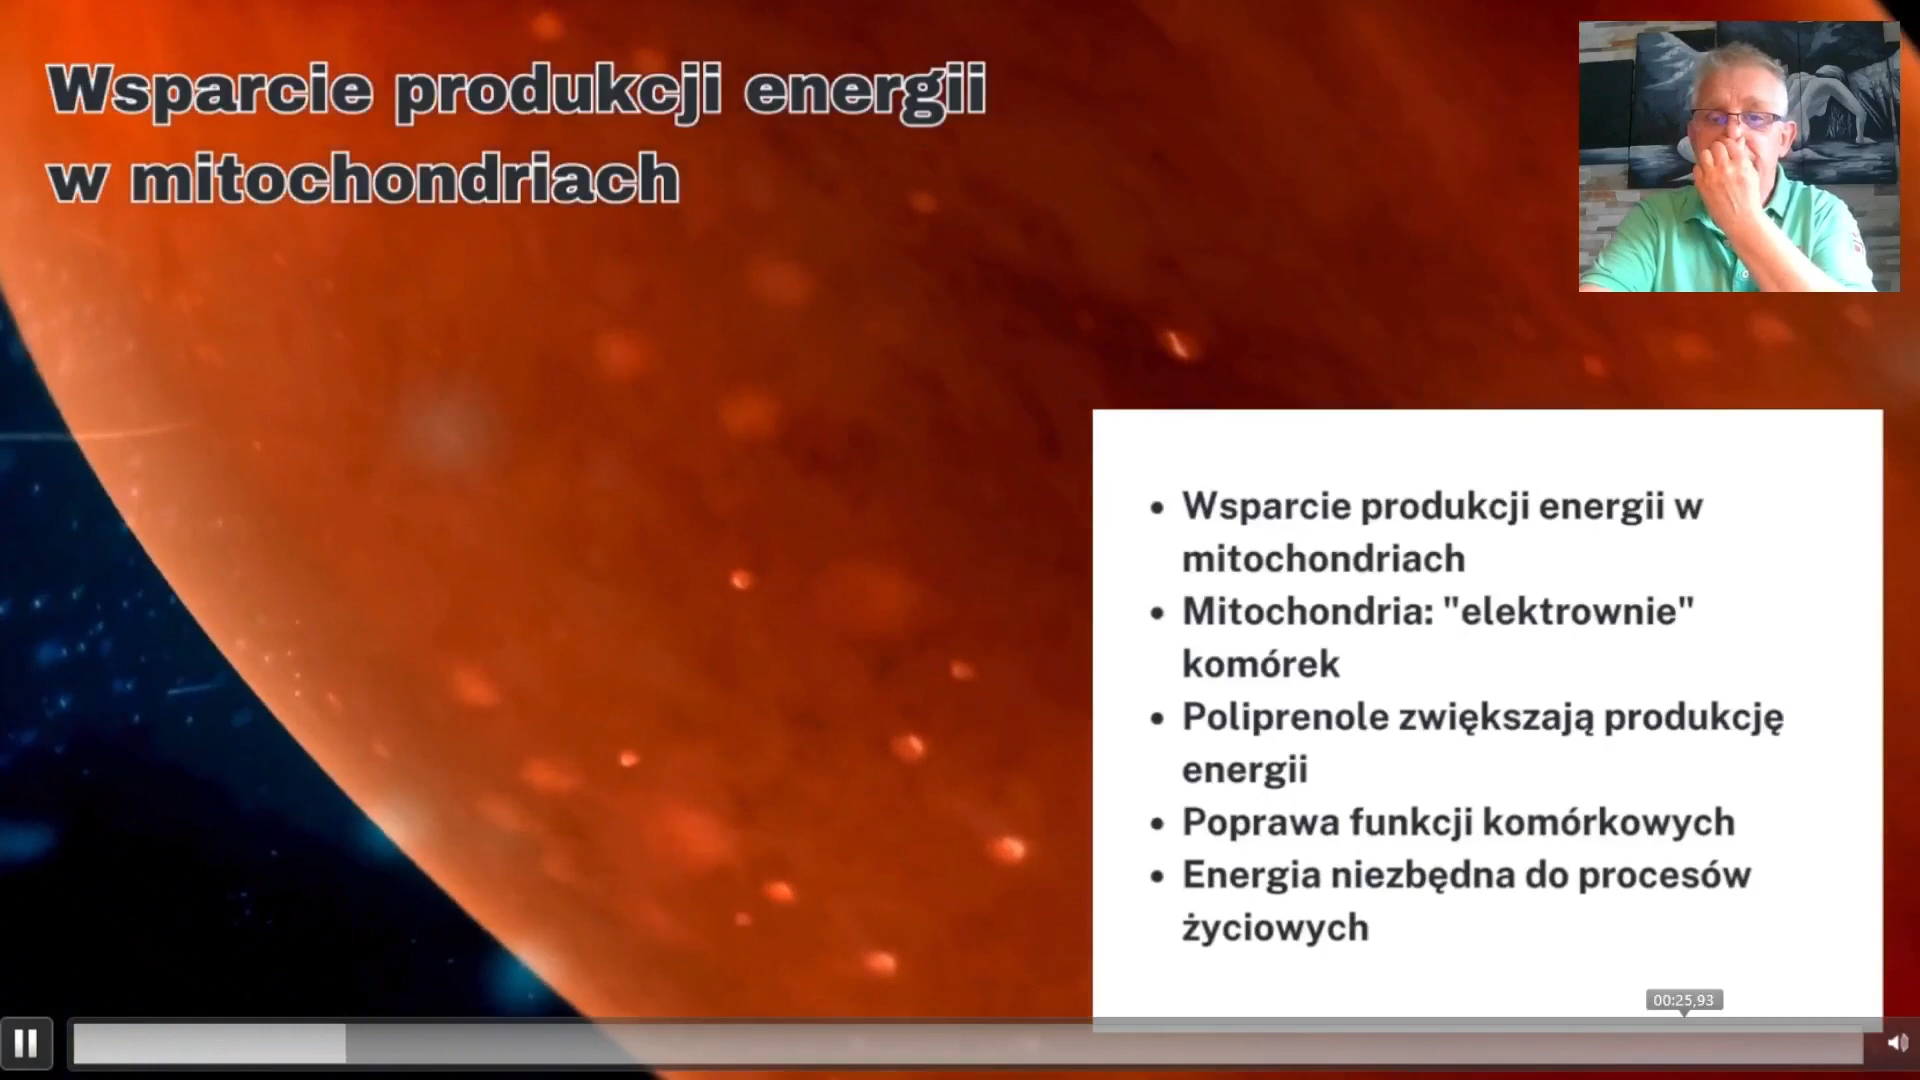 Wsparcie produkcji energii
w mitochondriach
• Wsparcie produkcji energii w
mitochondriach
• Mitochondria: "elektrownie"
komórek
• Poliprenole zwiększają produkcję
energii
• Poprawa funkcji komórkowych
• Energia niezbędna do procesów
życiowych
00:25,93